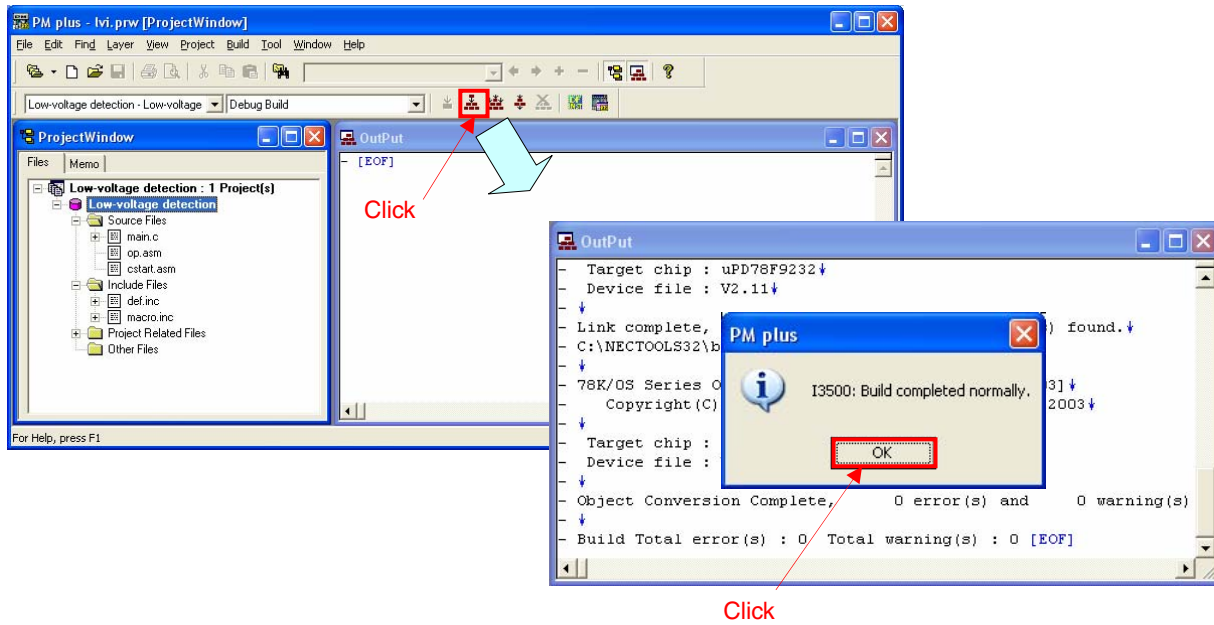 PM plus - lvi.prw [ProjectWindow]
File Edit Find Layer View Project Build Tool Window Help
Low-voltage detection - Low-voltage
Debug Build
ProjectWindow
Files Memo
Low-voltage detection : 1 Project(s)
Low-voltage detection
Source Files
main.c
op.asm
cstart.asm
Include Files
def.inc
macro.inc
Project Related Files
Other Files
For Help, press F1
OutPut
- [EOF]
Click
OutPut
- Target chip : uPD78F9232
- Device file : V2.11
-
- Link complete, ) found.
- C:\NECTOOLS32\b
-
- 78K/0S Series O 3]
- Copyright(C) 2003
-
- Target chip :
- Device file :
-
- Object Conversion Complete, 0 error(s) and 0 warning(s)
-
- Build Total error(s) : 0 Total warning(s) : 0 [EOF]
PM plus
I3500: Build completed normally.
OK
Click